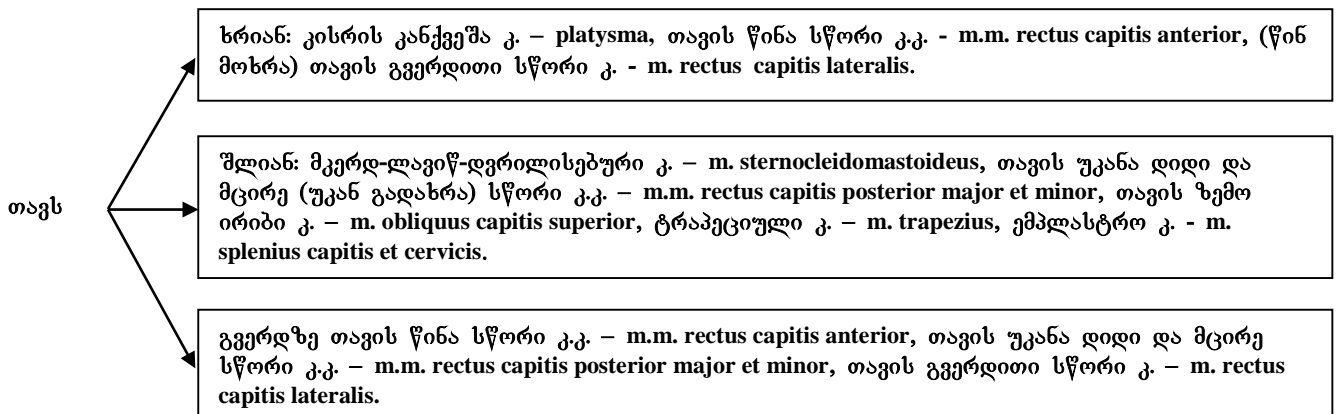 ხრიან: კისრის კანქვეშა კ. – platysma, თავის წინა სწორი კ.კ. - m.m. rectus capitis anterior, (წინ
მოხრა) თავის გვერდითი სწორი კ. - m. rectus capitis lateralis.
თავს
შლიან: მკერდ-ლავიწ-დვრილისებური კ. – m. sternocleidomastoideus, თავის უკანა დიდი და
მცირე (უკან გადახრა) სწორი კ.კ. – m.m. rectus capitis posterior major et minor, თავის ზემო
ირიბი კ. – m. obliquus capitis superior, ტრაპეციული კ. – m. trapezius, ემპლასტრო კ. - m.
splenius capitis et cervicis.
გვერდზე თავის წინა სწორი კ.კ. – m.m. rectus capitis anterior, თავის უკანა დიდი და მცირე
სწორი კ.კ. – m.m. rectus capitis posterior major et minor, თავის გვერდითი სწორი კ. – m. rectus
capitis lateralis.